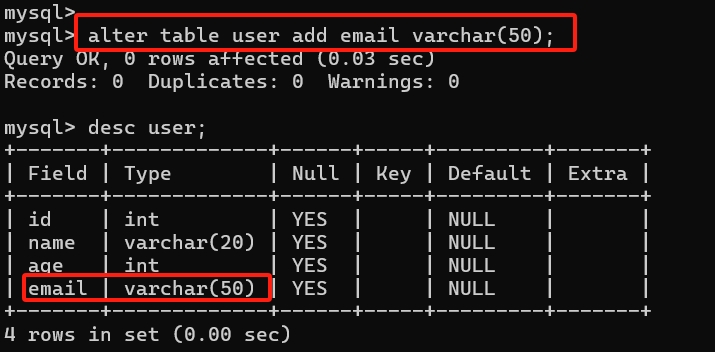 mysql>
mysql> alter table user add email varchar(50);
Query OK, 0 rows affected (0.03 sec)
Records: 0  Duplicates: 0  Warnings: 0

mysql> desc user;
+-------+-------------+------+-----+---------+-------+
| Field | Type        | Null | Key | Default | Extra |
+-------+-------------+------+-----+---------+-------+
| id    | int         | YES  |     | NULL    |       |
| name  | varchar(20) | YES  |     | NULL    |       |
| age   | int         | YES  |     | NULL    |       |
| email | varchar(50) | YES  |     | NULL    |       |
+-------+-------------+------+-----+---------+-------+
4 rows in set (0.00 sec)